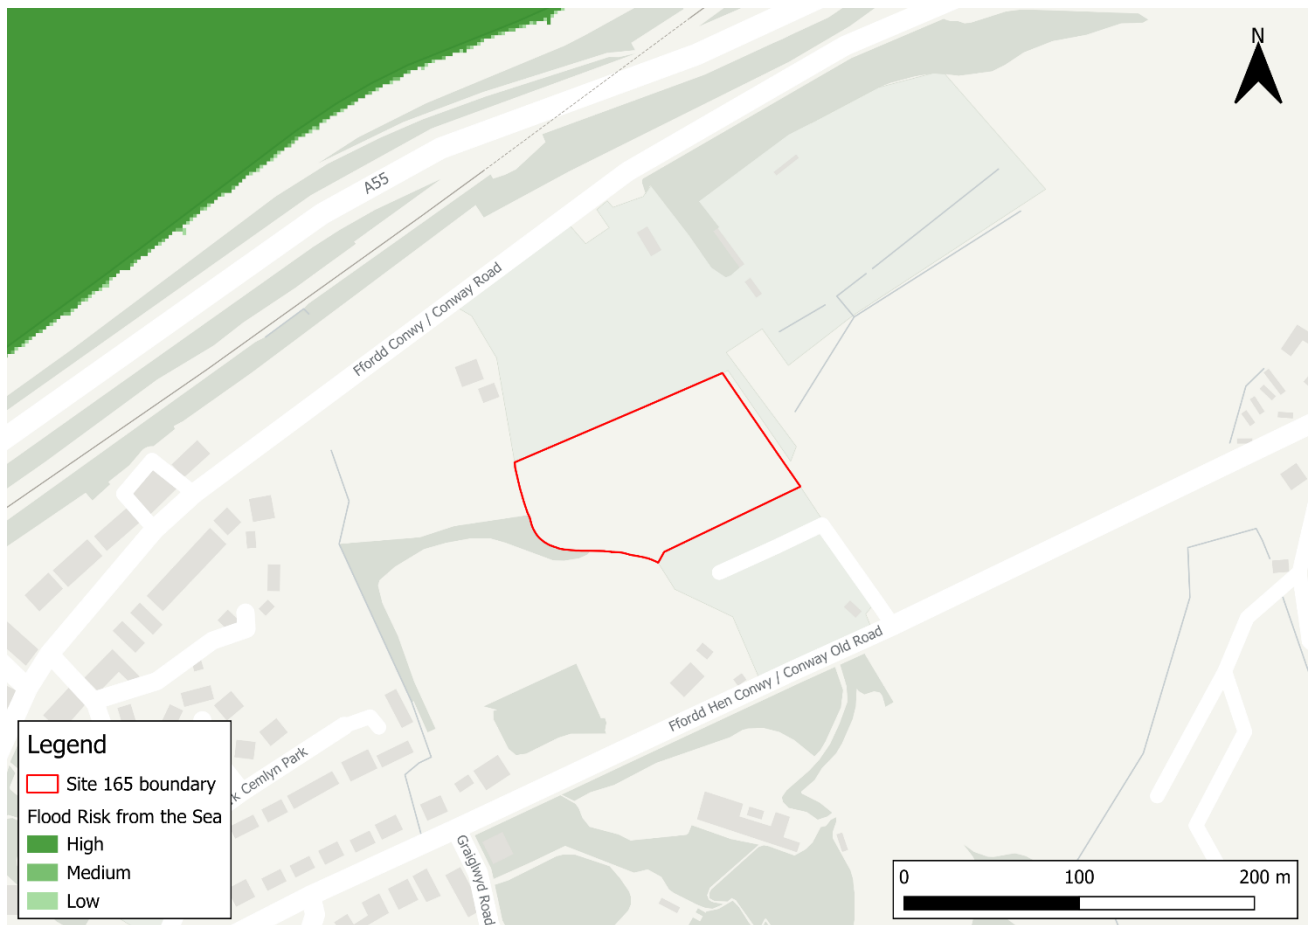 N
A55
Ffordd Conwy / Conway Road
Ffordd Hen Conwy / Conway Old Road
Cemlyn Park
Graiglwyd Road
Legend
Site 165 boundary
Flood Risk from the Sea
High
Medium
Low
0 100 200 m